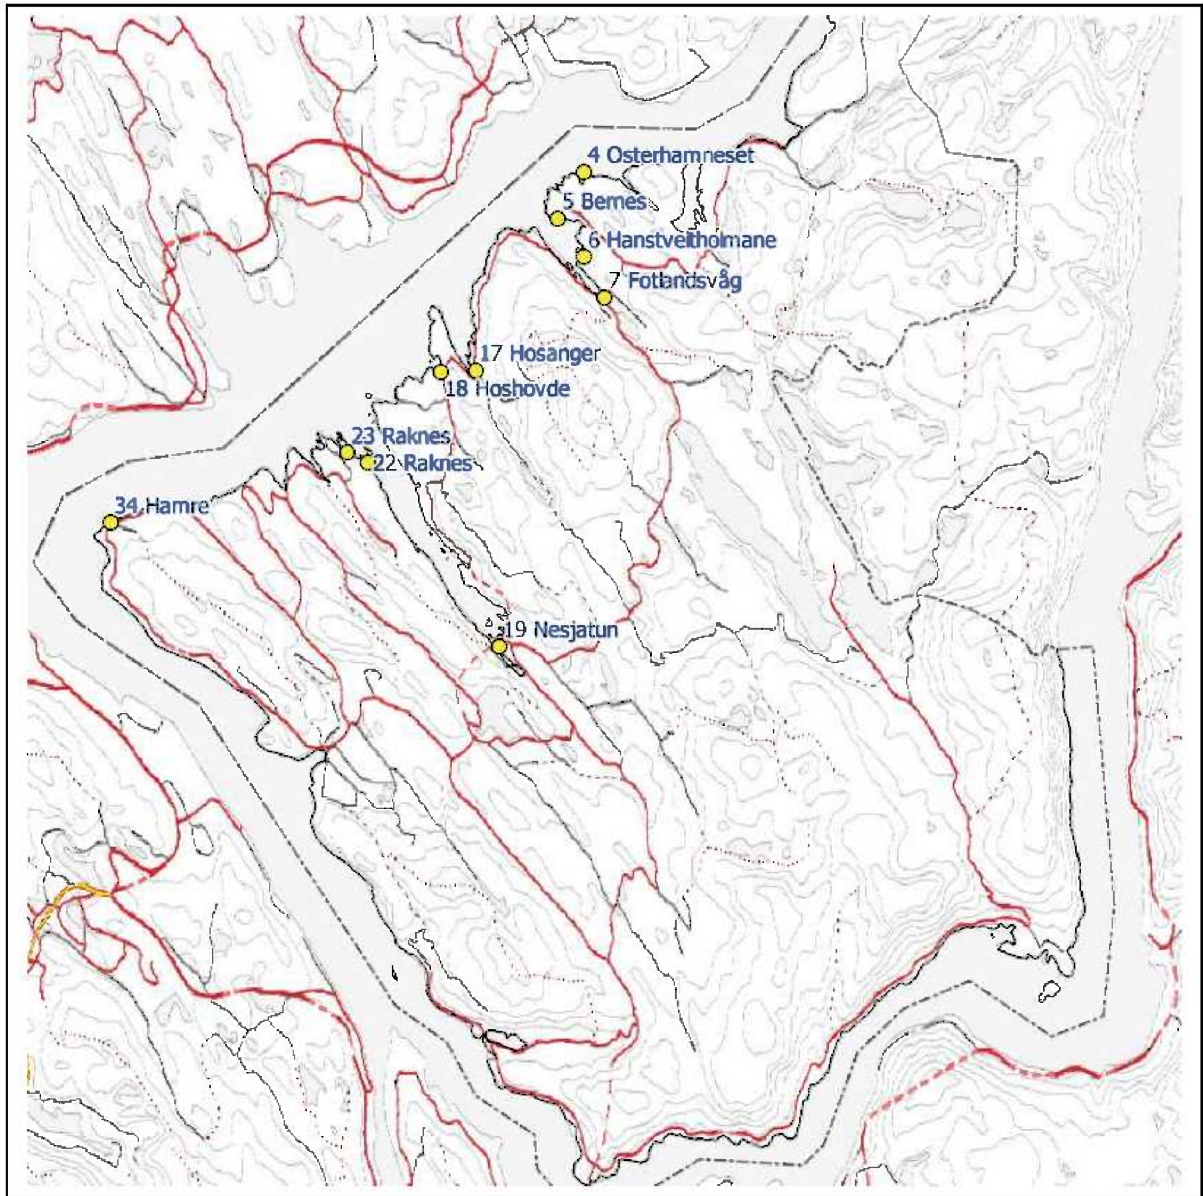 4 Osterhamneset
5 Bernes
6 Hanstveitholmane
7 Fotlandsvåg
17 Hosanger
18 Hoshovde
23 Raknes
22 Raknes
34 Hamre
19 Nesjatun